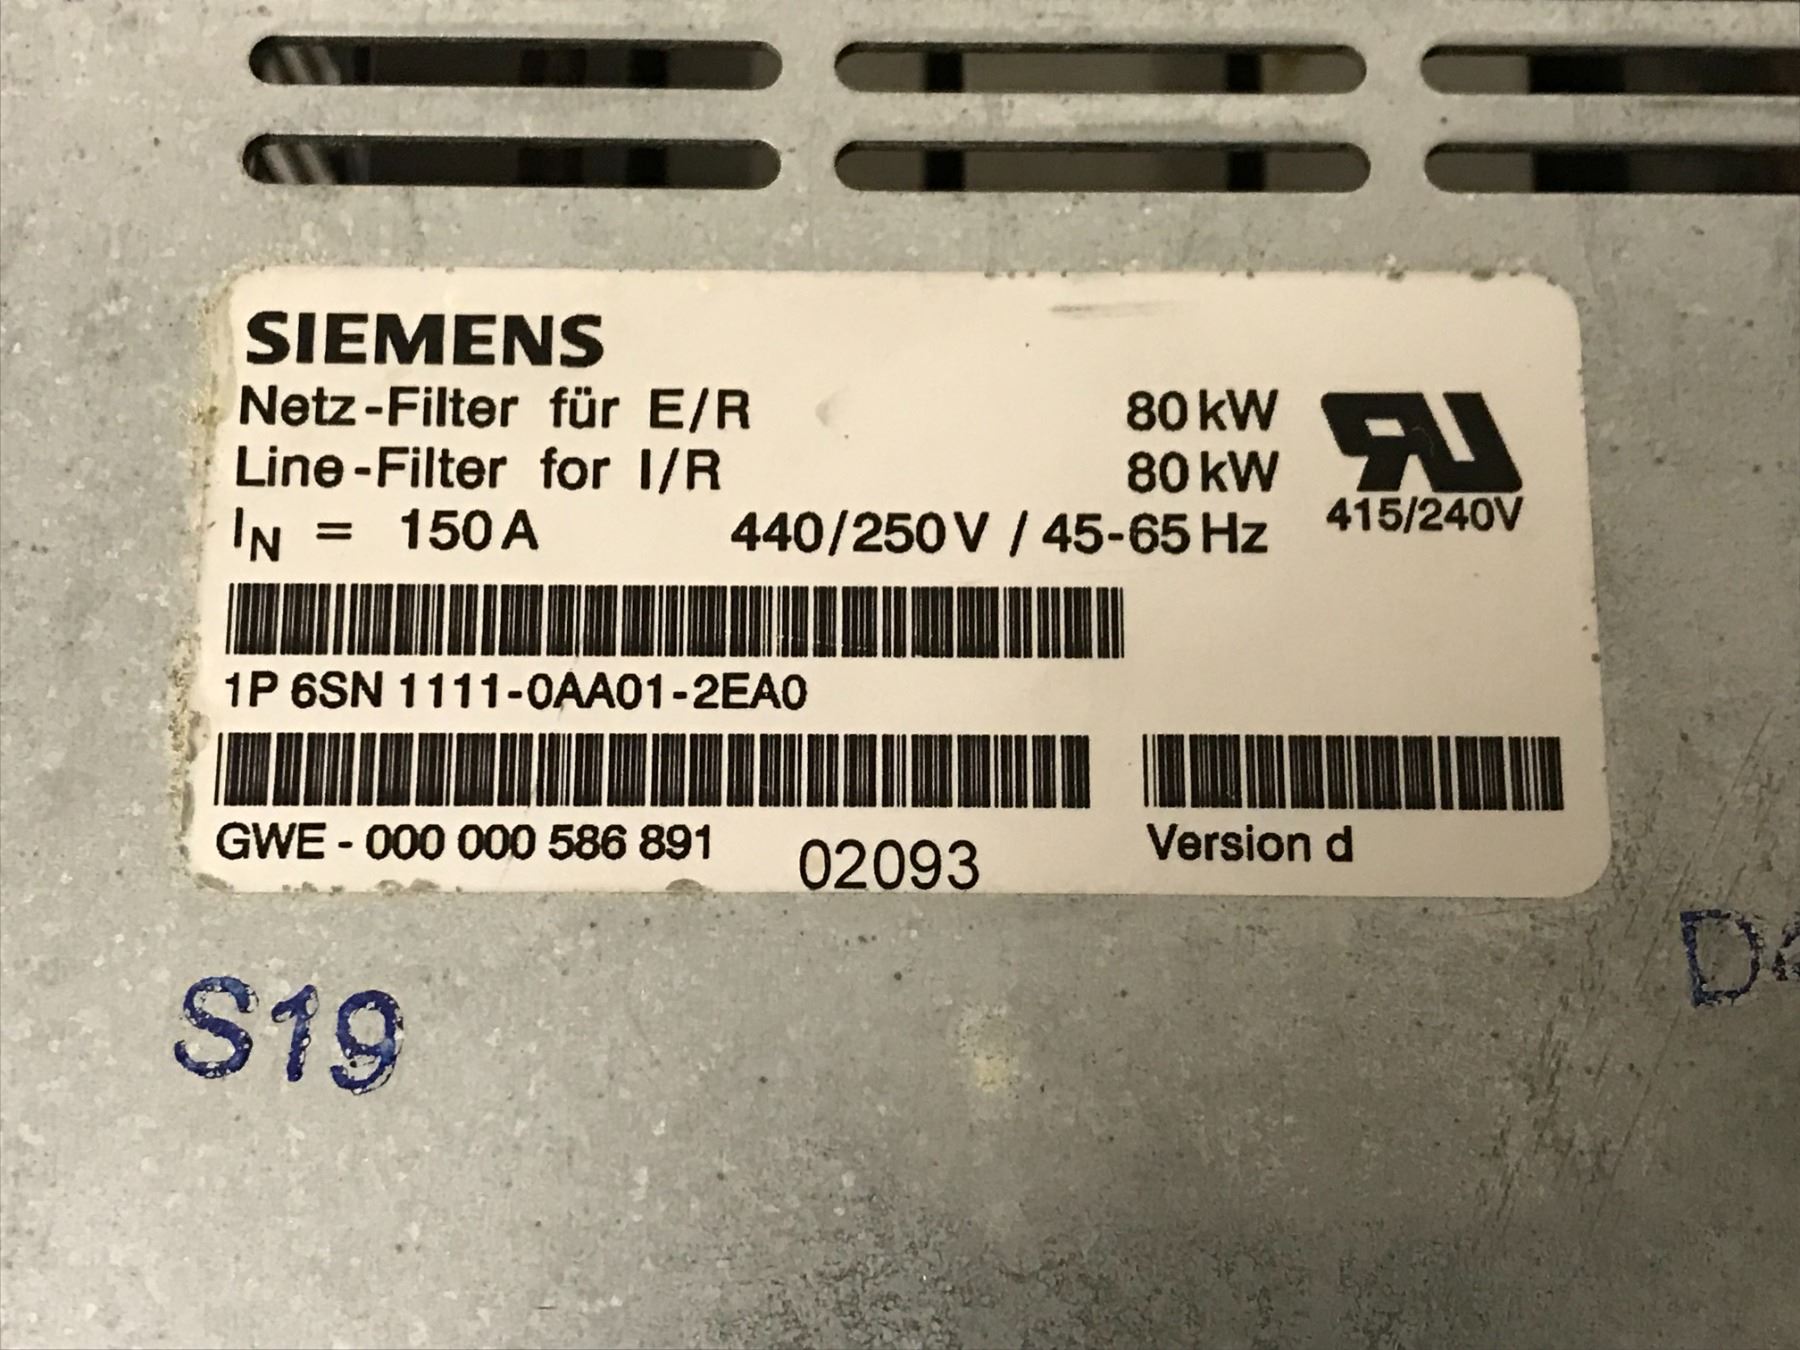 SIEMENS
Netz-Filter für E/R 80 kW
Line-Filter for I/R 80 kW
IN = 150 A 440/250 V / 45-65 Hz
RU
415/240V
1P 6SN 1111-0AA01-2EA0
GWE - 000 000 586 891 02093 Version d
S19